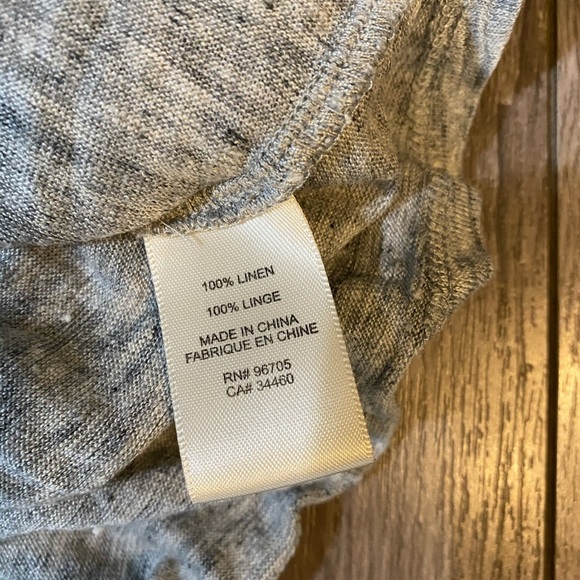 100% LINEN
100% LINGE
MADE IN CHINA
FABRIQUE EN CHINE
RN# 96705
CA# 34460